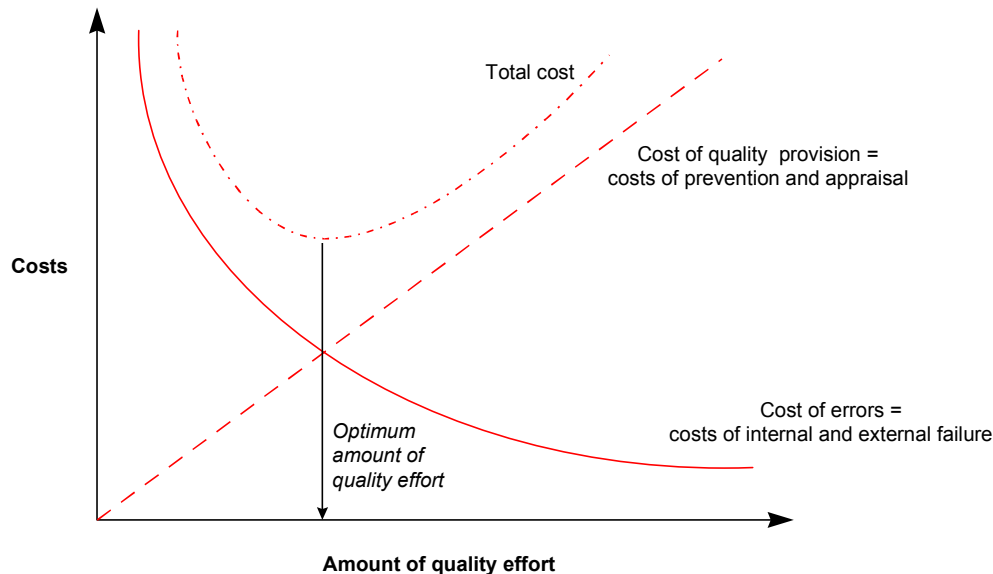 Total cost
Cost of quality provision =
costs of prevention and appraisal
Costs
Cost of errors =
costs of internal and external failure
Optimum
amount of
quality effort
Amount of quality effort